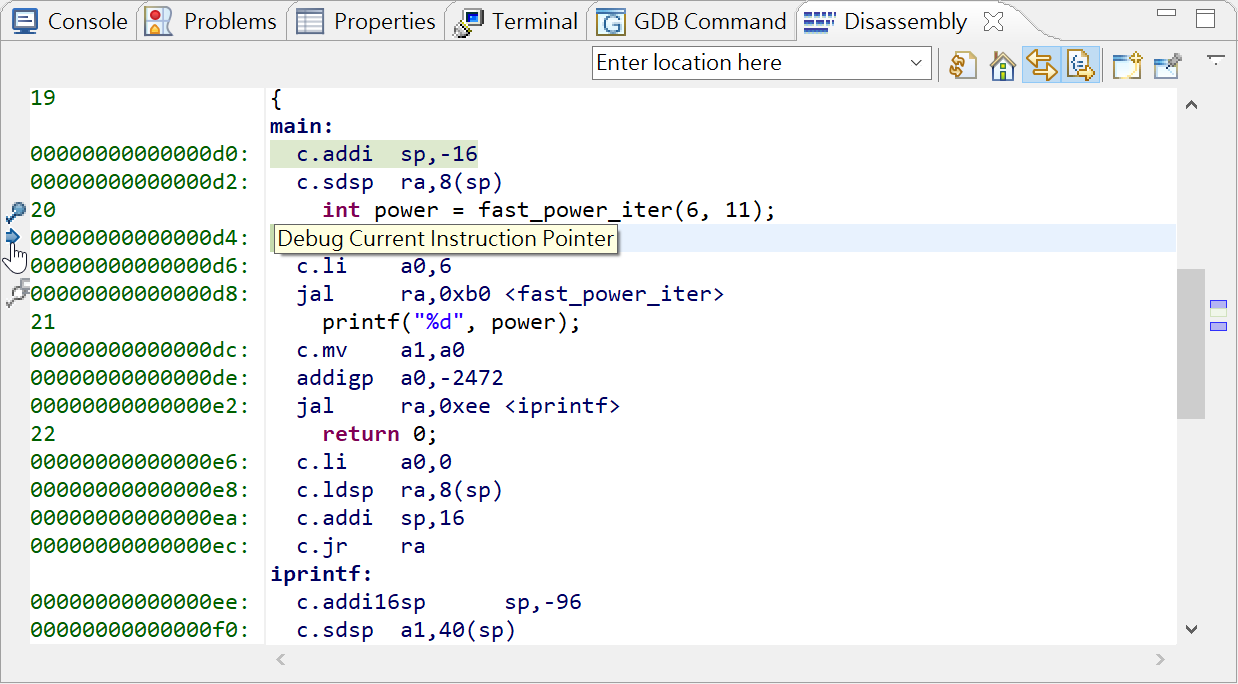 Console Problems Properties Terminal GDB Command Disassembly
Enter location here
19 {
main:
00000000000000d0: c.addi sp,-16
00000000000000d2: c.sdsp ra,8(sp)
20 int power = fast_power_iter(6, 11);
00000000000000d4: Debug Current Instruction Pointer
00000000000000d6: c.li a0,6
00000000000000d8: jal ra,0xb0 <fast_power_iter>
21 printf("%d", power);
00000000000000dc: c.mv a1,a0
00000000000000de: addigp a0,-2472
00000000000000e2: jal ra,0xee <iprintf>
22 return 0;
00000000000000e6: c.li a0,0
00000000000000e8: c.ldsp ra,8(sp)
00000000000000ea: c.addi sp,16
00000000000000ec: c.jr ra
iprintf:
00000000000000ee: c.addi16sp sp,-96
00000000000000f0: c.sdsp a1,40(sp)